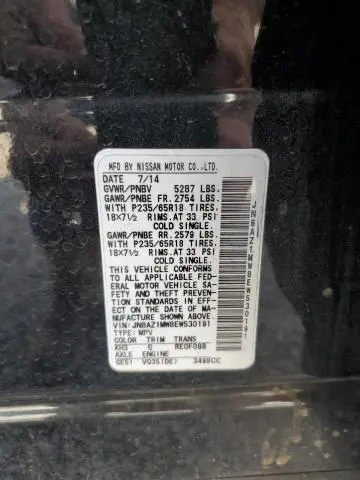 MFD BY NISSAN MOTOR CO.,LTD.
DATE 7/14
GVWR/PNBV 5287 LBS.
GAWR/PNBE FR. 2754 LBS.
WITH P235/65R18 TIRES.
18X7½ RIMS. AT 33 PSI
COLD SINGLE.
GAWR/PNBE RR. 2579 LBS.
WITH P235/65R18 TIRES.
18X7½ RIMS. AT 33 PSI
COLD SINGLE.
THIS VEHICLE CONFORMS
TO ALL APPLICABLE FED-
ERAL MOTOR VEHICLE SA-
FETY AND THEFT PREVEN-
TION STANDARDS IN EFF-
ECT ON THE DATE OF MA-
NUFACTURE SHOWN ABOVE.
VIN: JN8AZ1MW8EW530191
TYPE: MPV
COLOR TRIM TRANS
KH3 G RE0F09B
AXLE ENGINE
GE51 VQ35(DE) 3498CC
JN8AZ1MW8EW530191